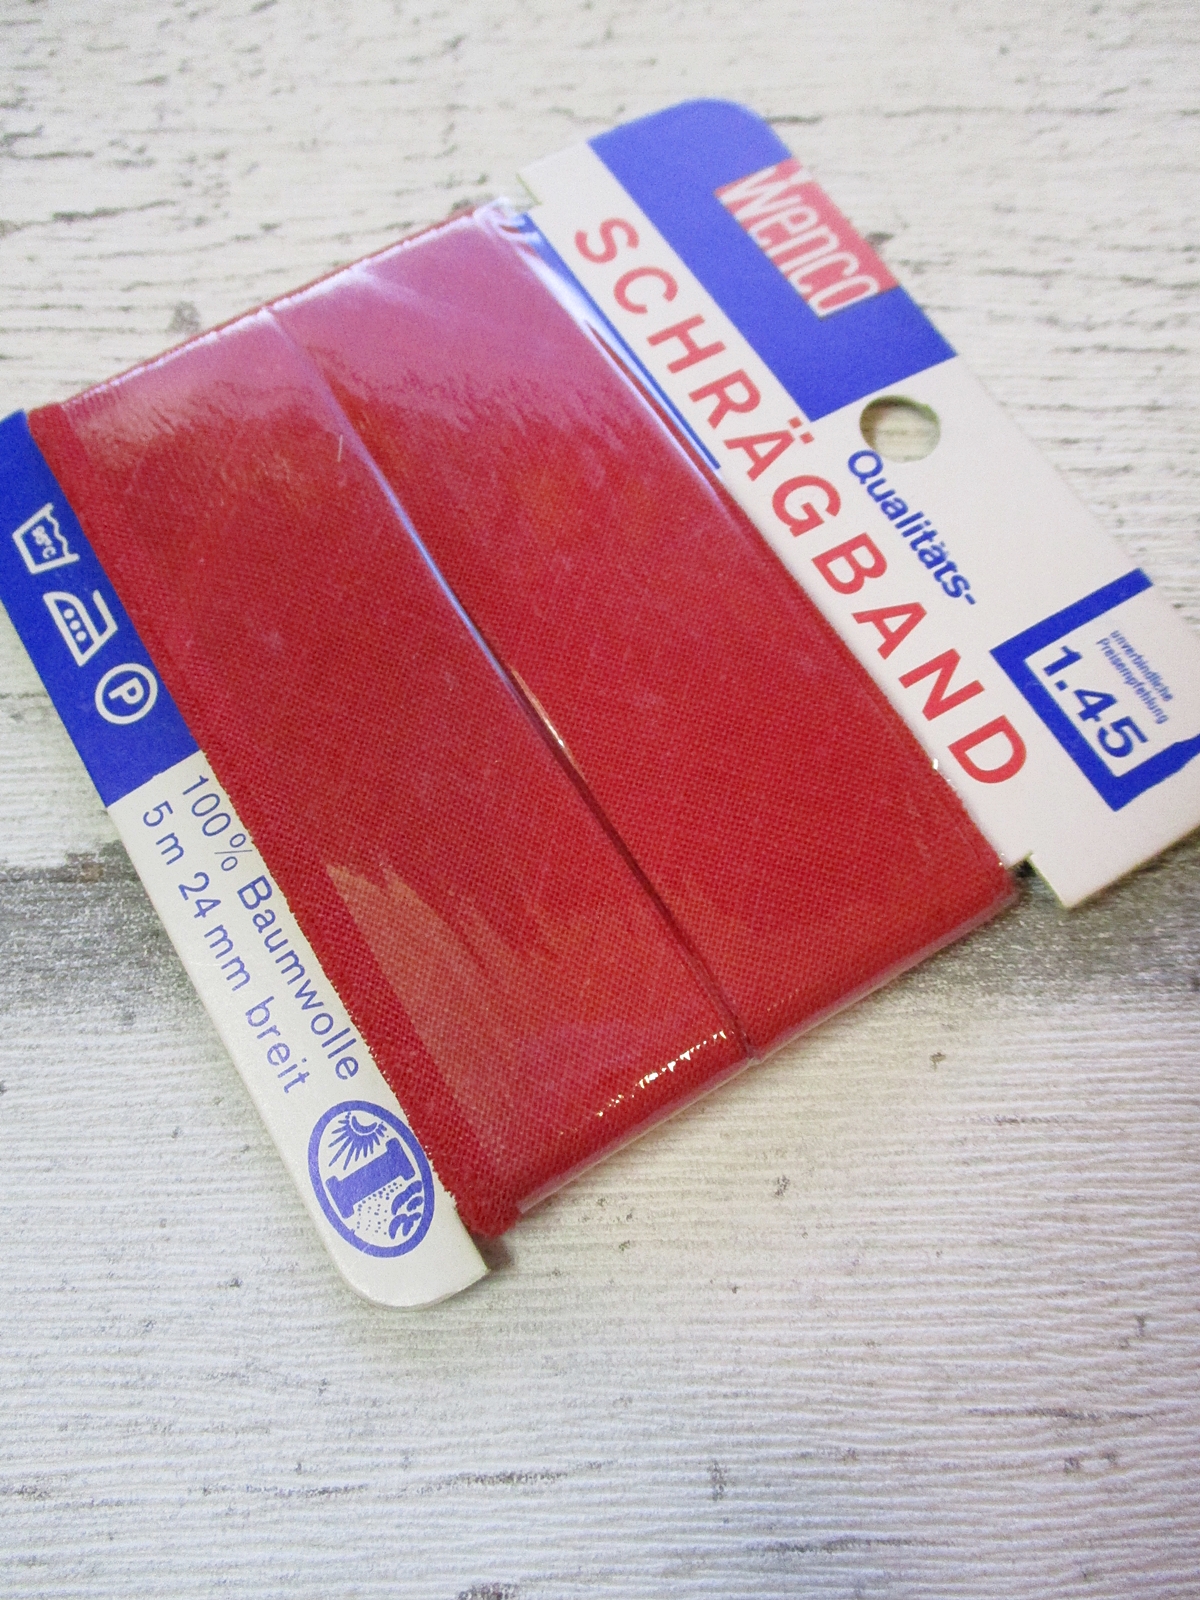 Wenco
Qualitäts-
SCHRÄGBAND
unverbindliche
Preisempfehlung
1.45
P
100% Baumwolle
5 m 24 mm breit